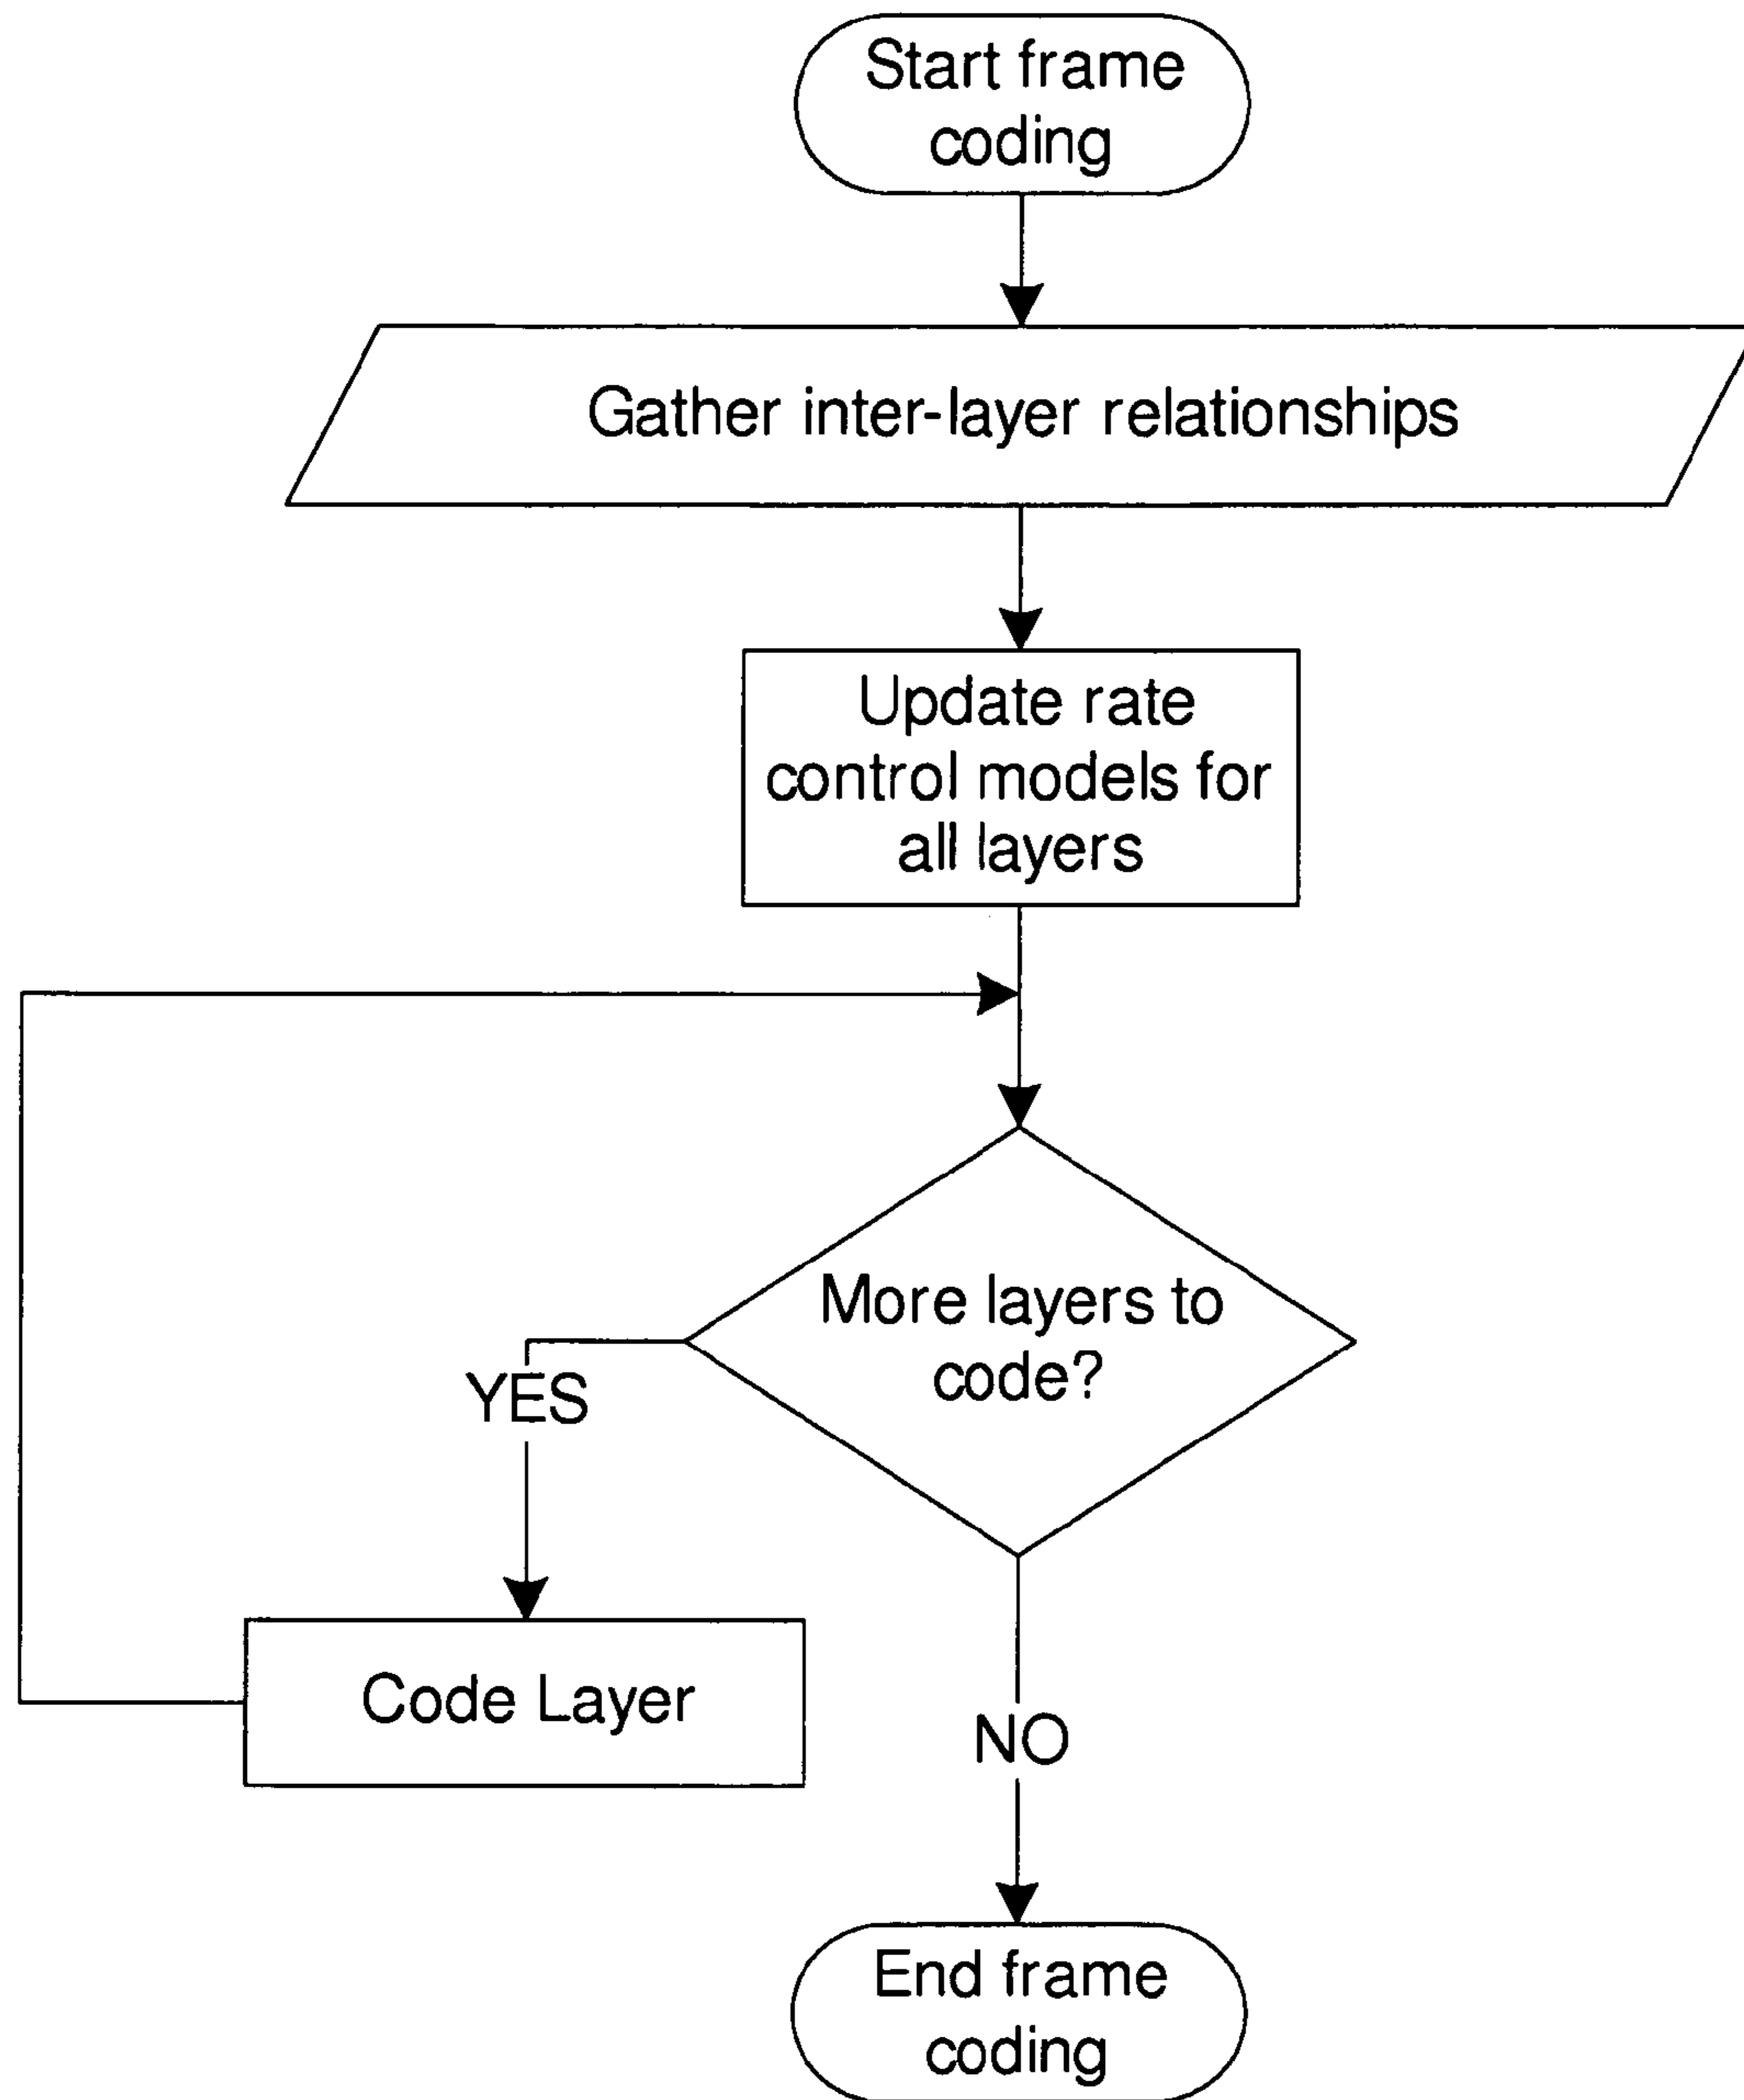 Start frame
coding
Gather inter-layer relationships
Update rate
control models for
all layers
More layers to
code?
YES
Code Layer
NO
End frame
coding